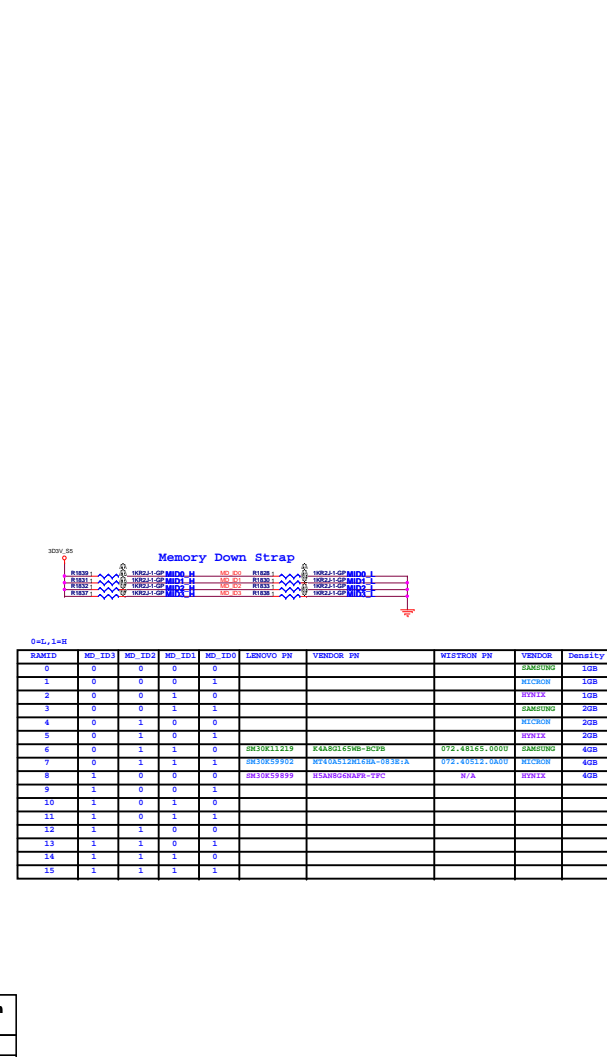 3D3V_S5
Memory Down Strap
R1839 1 1KR2J-1-GP MID0_H MD_ID0 R1828 1 1KR2J-1-GP MID0_L
R1831 1 1KR2J-1-GP MID1_H MD_ID1 R1830 1 1KR2J-1-GP MID1_L
R1832 1 1KR2J-1-GP MID2_H MD_ID2 R1833 1 1KR2J-1-GP MID2_L
R1837 1 1KR2J-1-GP MID3_H MD_ID3 R1838 1 1KR2J-1-GP MID3_L
0=L,1=H
RAMID MD_ID3 MD_ID2 MD_ID1 MD_ID0 LENOVO PN VENDOR PN WISTRON PN VENDOR Density
0 0 0 0 0 SAMSUNG 1GB
1 0 0 0 1 MICRON 1GB
2 0 0 1 0 HYNIX 1GB
3 0 0 1 1 SAMSUNG 2GB
4 0 1 0 0 MICRON 2GB
5 0 1 0 1 HYNIX 2GB
6 0 1 1 0 SM30K11219 K4A8G165WB-BCPB 072.48165.000U SAMSUNG 4GB
7 0 1 1 1 SM30K59902 MT40A512M16HA-083E:A 072.40512.0A0U MICRON 4GB
8 1 0 0 0 SM30K59899 H5AN8G6NAFR-TFC N/A HYNIX 4GB
9 1 0 0 1
10 1 0 1 0
11 1 0 1 1
12 1 1 0 0
13 1 1 0 1
14 1 1 1 0
15 1 1 1 1